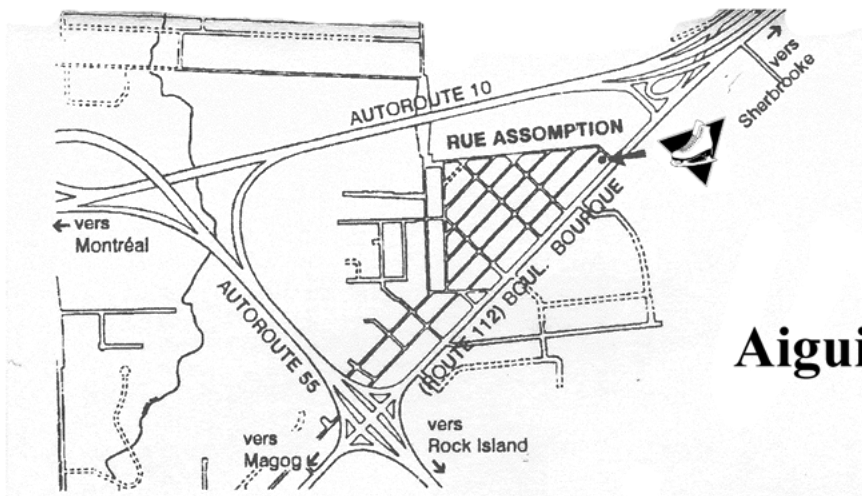 AUTOROUTE 10
vers
Sherbrooke
RUE ASSOMPTION
vers
Montréal
AUTOROUTE 55
(ROUTE 112) BOUL. BOURQUE
Aigui
vers
Magog
vers
Rock Island